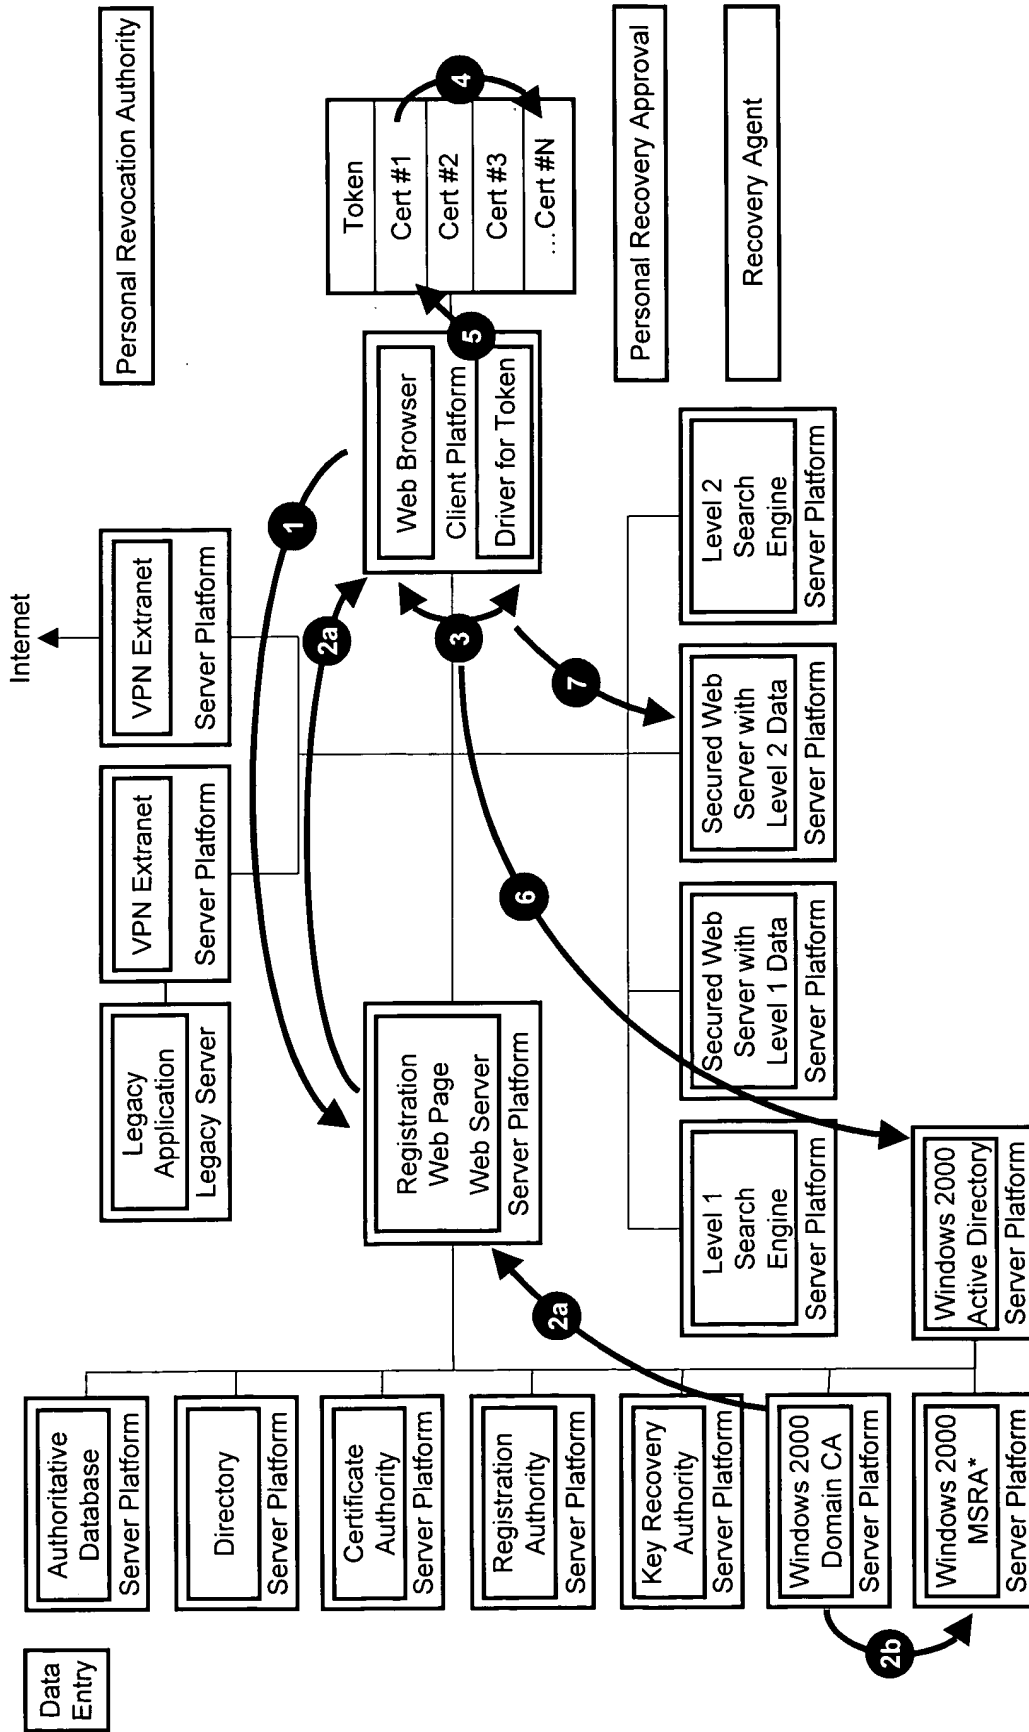 Data
Entry
Authoritative
Database
Server Platform
Directory
Server Platform
Certificate
Authority
Server Platform
Registration
Authority
Server Platform
Key Recovery
Authority
Server Platform
Windows 2000
Domain CA
Server Platform
Windows 2000
MSRA*
Server Platform
2b
2a
Windows 2000
Active Directory
Server Platform
Legacy
Application
Legacy Server
VPN Extranet
Server Platform
VPN Extranet
Server Platform
Internet
Registration
Web Page
Web Server
Server Platform
1
2a
3
6
7
Level 1
Search
Engine
Server Platform
Secured Web
Server with
Level 1 Data
Server Platform
Secured Web
Server with
Level 2 Data
Server Platform
Level 2
Search
Engine
Server Platform
Web Browser
Client Platform
Driver for Token
5
4
Token
Cert #1
Cert #2
Cert #3
...Cert #N
Personal Revocation Authority
Personal Recovery Approval
Recovery Agent